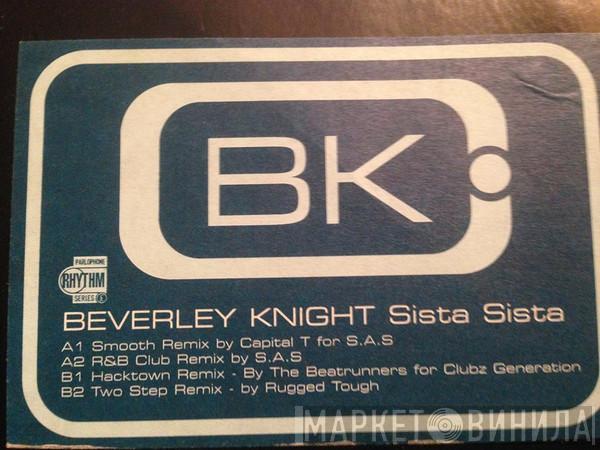 BK
PARLOPHONE
RHYTHM
SERIES
BEVERLEY KNIGHT Sista Sista
A1 Smooth Remix by Capital T for S.A.S
A2 R&B Club Remix by S.A.S
B1 Hacktown Remix - By The Beatrunners for Clubz Generation
B2 Two Step Remix - by Rugged Tough
МАРКЕТ ВИНИЛА